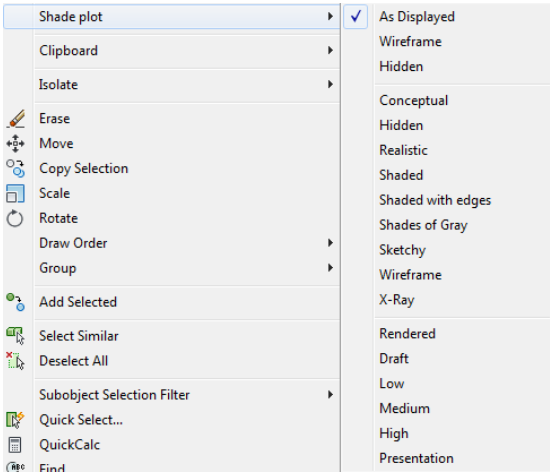 Shade plot
Clipboard
Isolate
Erase
Move
Copy Selection
Scale
Rotate
Draw Order
Group
Add Selected
Select Similar
Deselect All
Subobject Selection Filter
Quick Select...
QuickCalc
Find
As Displayed
Wireframe
Hidden
Conceptual
Hidden
Realistic
Shaded
Shaded with edges
Shades of Gray
Sketchy
Wireframe
X-Ray
Rendered
Draft
Low
Medium
High
Presentation